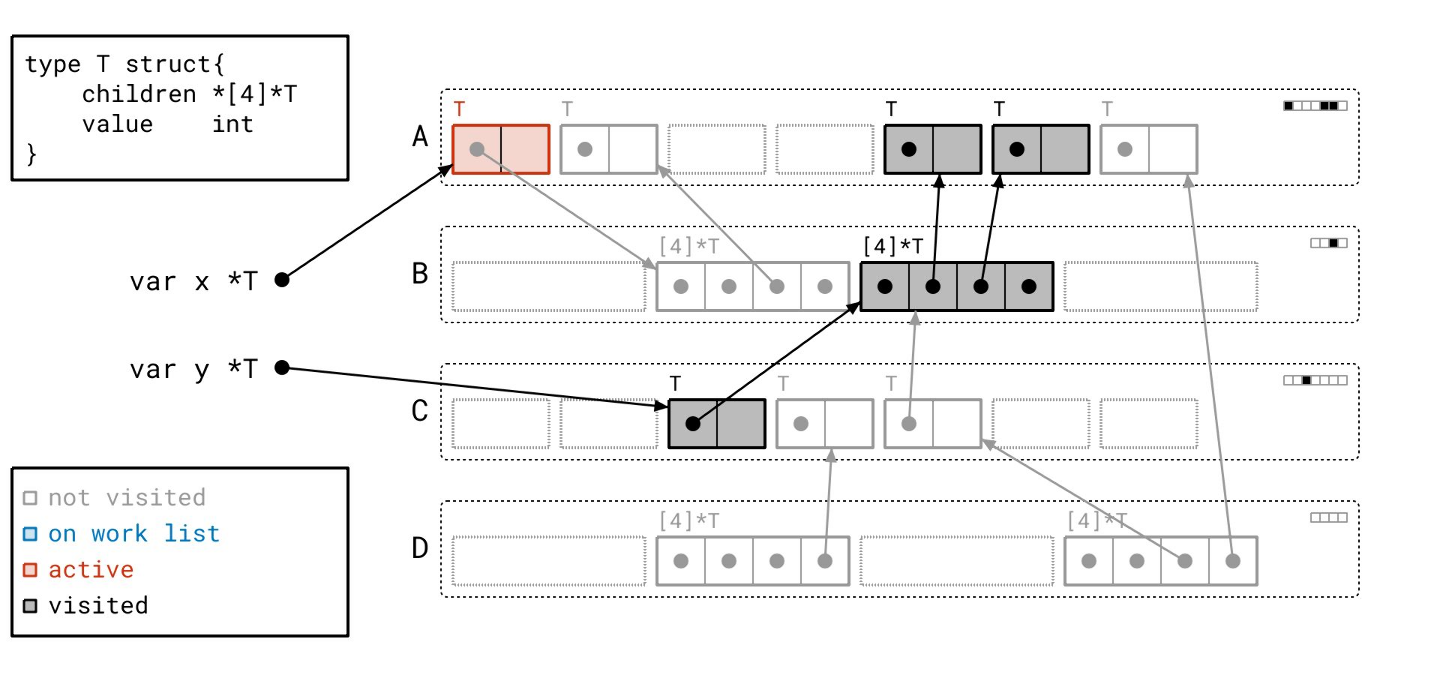 type T struct{
    children *[4]*T
    value    int
}
var x *T
var y *T
not visited
on work list
active
visited
A
T
T
T
T
T
B
[4]*T
[4]*T
C
T
T
T
D
[4]*T
[4]*T